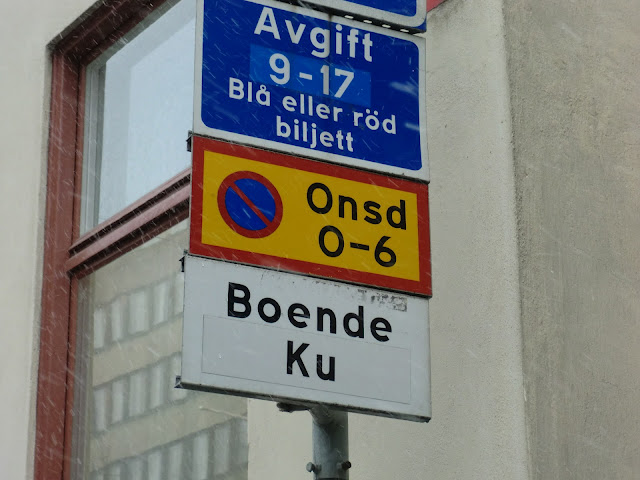 Avgift
9-17
Blå eller röd
biljett
Onsd
0-6
Boende
Ku